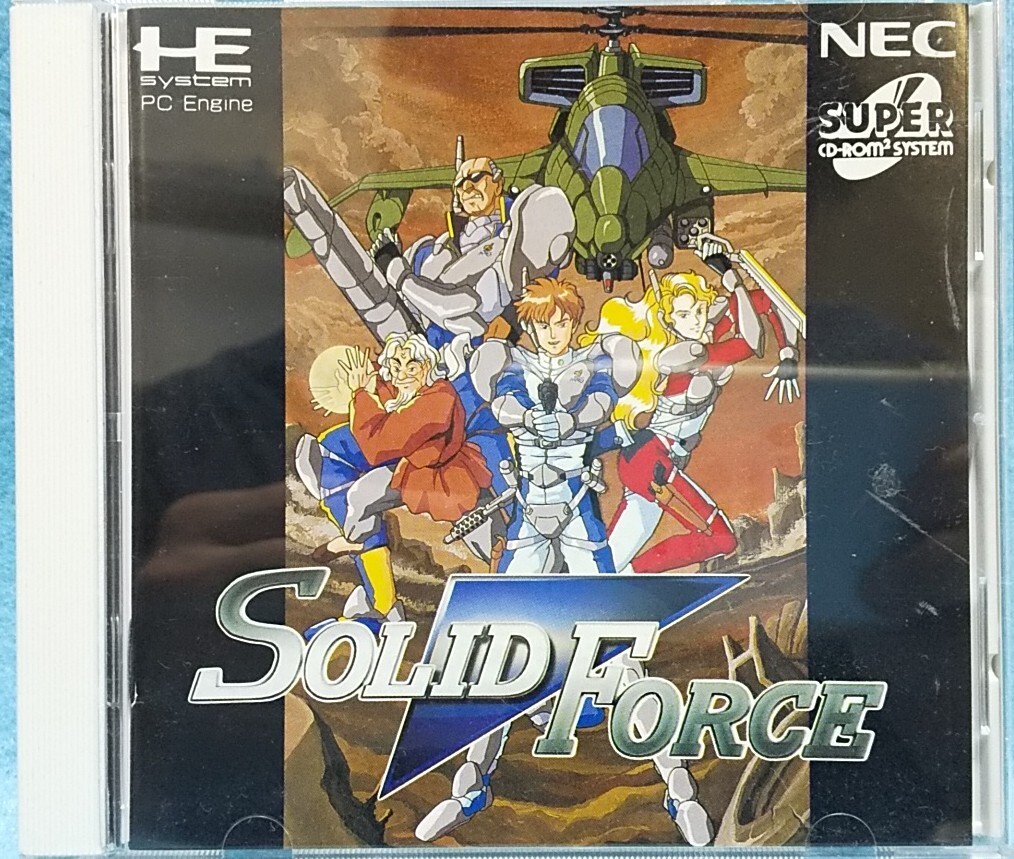 HE
system
PC Engine
NEC
SUPER
CD-ROM² SYSTEM
SOLID FORCE